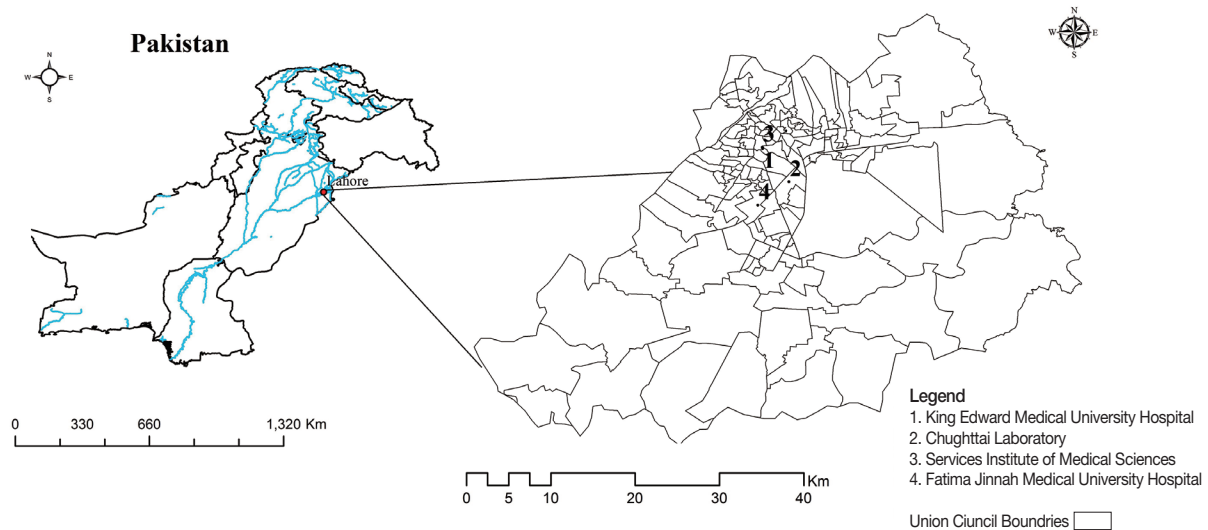 Pakistan
N
W E
S
N
W E
S
Lahore
3
1
2
4
0 330 660 1,320 Km
0 5 10 20 30 40
Km
Legend
1. King Edward Medical University Hospital
2. Chughttai Laboratory
3. Services Institute of Medical Sciences
4. Fatima Jinnah Medical University Hospital
Union Ciuncil Boundries